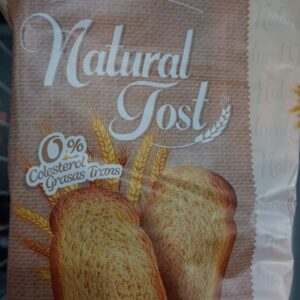 Natural
Tost
0%
Colesterol
Grasas Trans